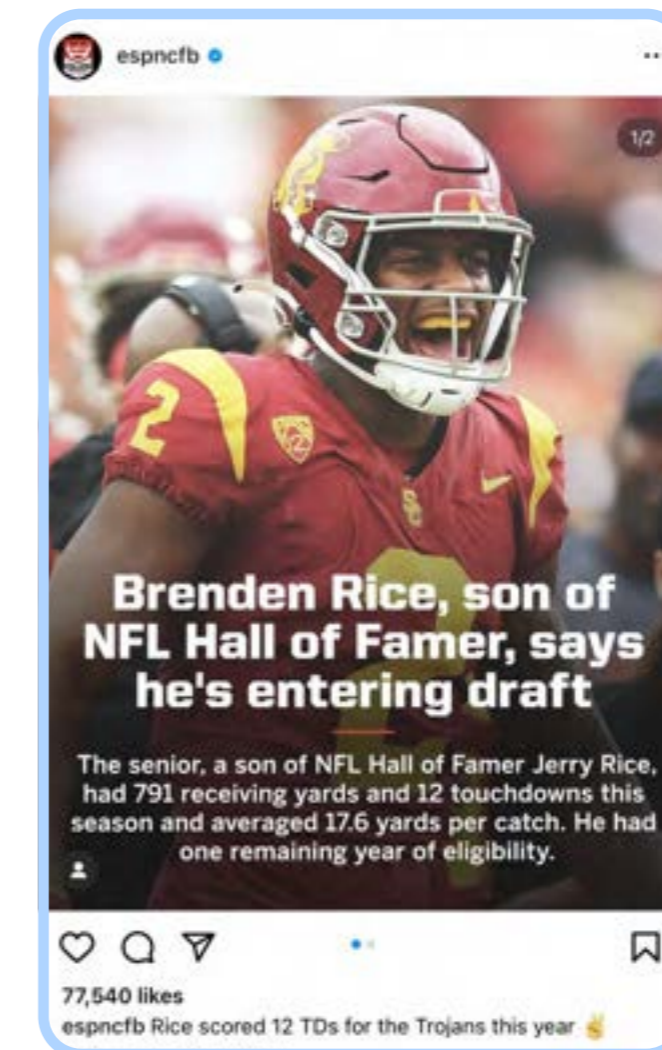 espncfb
1/2
2
2
Brenden Rice, son of
NFL Hall of Famer, says
he's entering draft
The senior, a son of NFL Hall of Famer Jerry Rice,
had 791 receiving yards and 12 touchdowns this
season and averaged 17.6 yards per catch. He had
one remaining year of eligibility.
77,540 likes
espncfb Rice scored 12 TDs for the Trojans this year ✌️